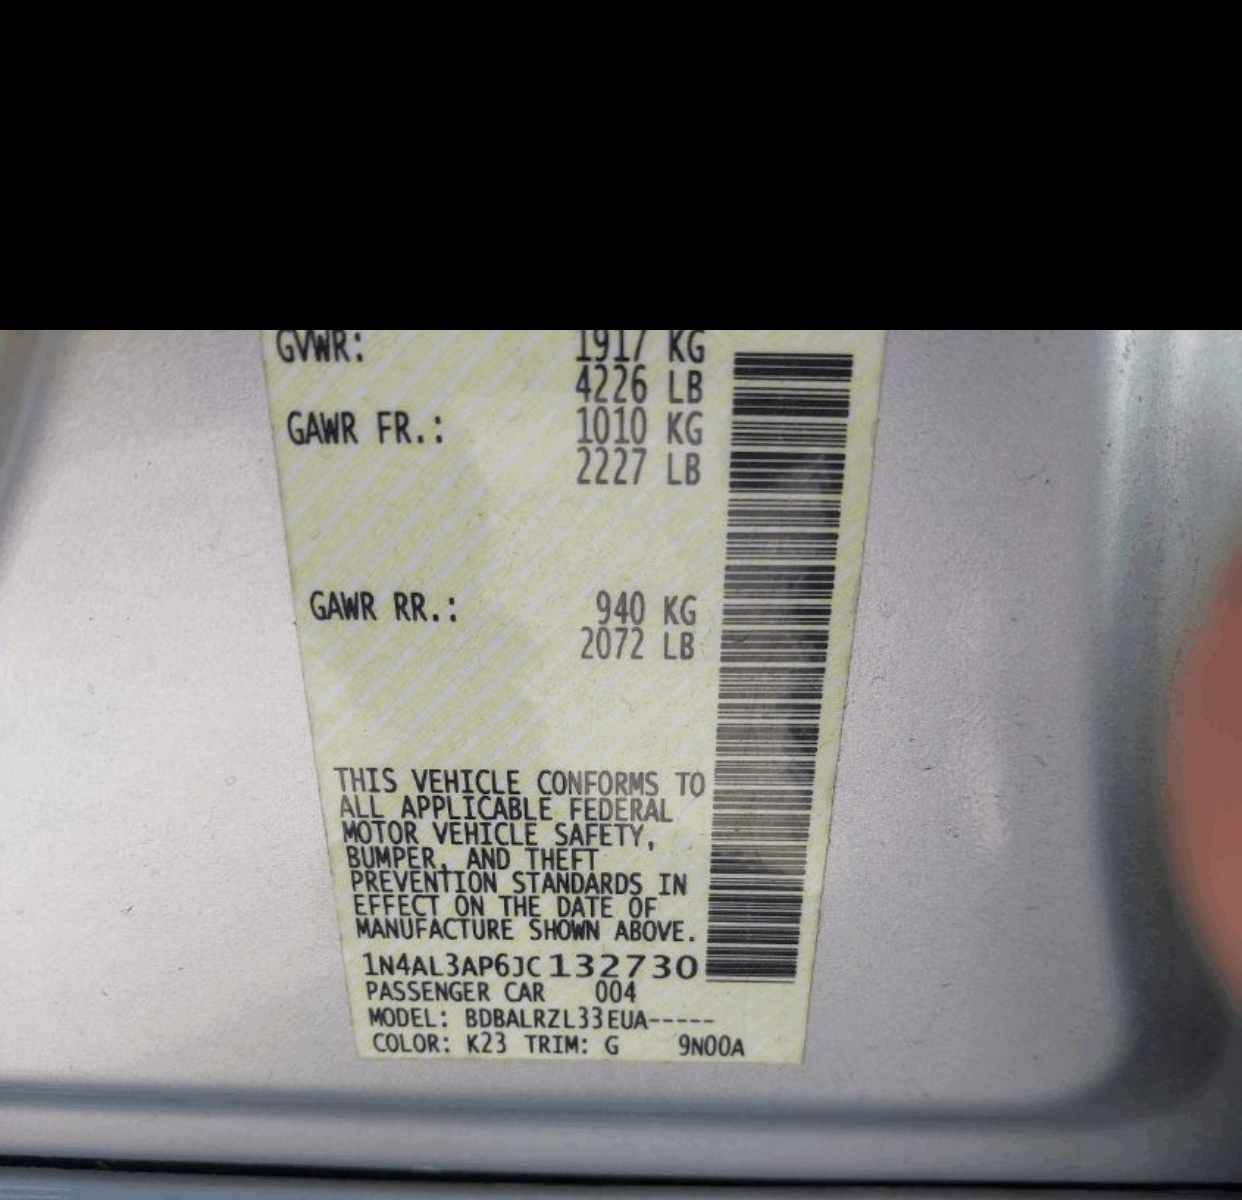 GVWR: 1917 KG
4226 LB
GAWR FR.: 1010 KG
2227 LB
GAWR RR.: 940 KG
2072 LB
THIS VEHICLE CONFORMS TO
ALL APPLICABLE FEDERAL
MOTOR VEHICLE SAFETY,
BUMPER, AND THEFT
PREVENTION STANDARDS IN
EFFECT ON THE DATE OF
MANUFACTURE SHOWN ABOVE.
1N4AL3AP6JC132730
PASSENGER CAR 004
MODEL: BDBALRZL33EUA-----
COLOR: K23 TRIM: G 9N00A